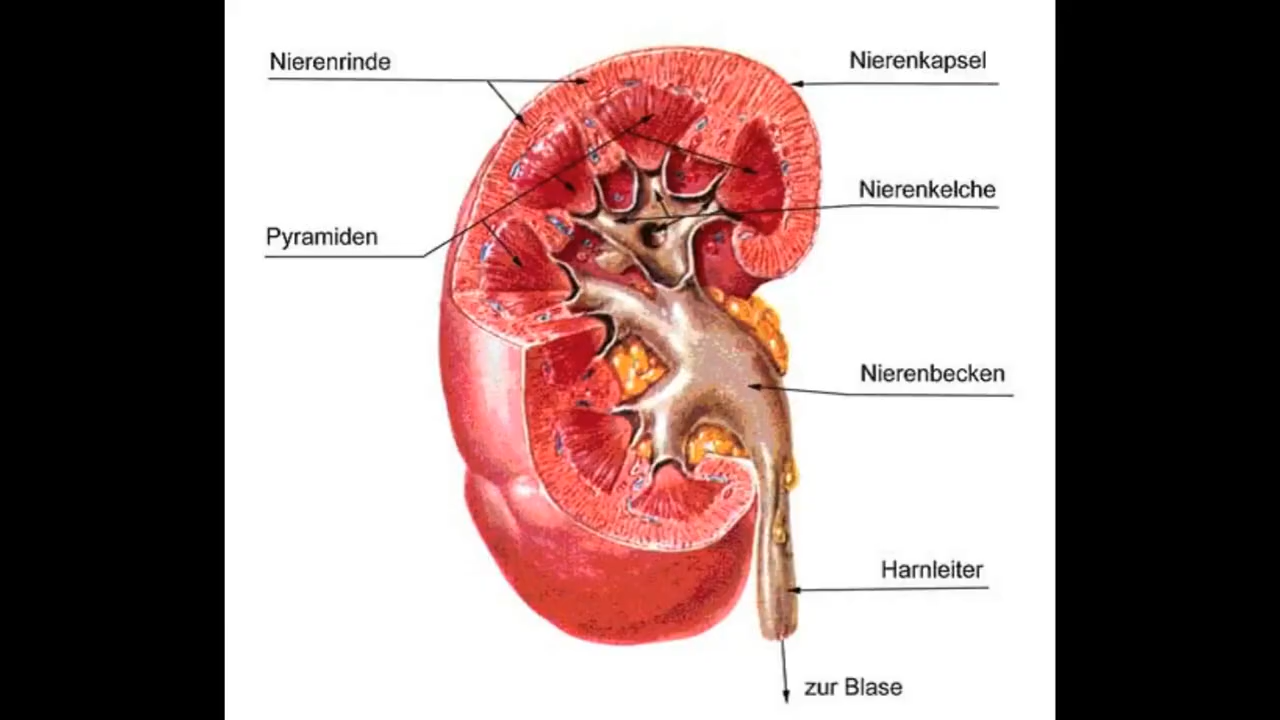 Nierenrinde
Nierenkapsel
Nierenkelche
Pyramiden
Nierenbecken
Harnleiter
zur Blase